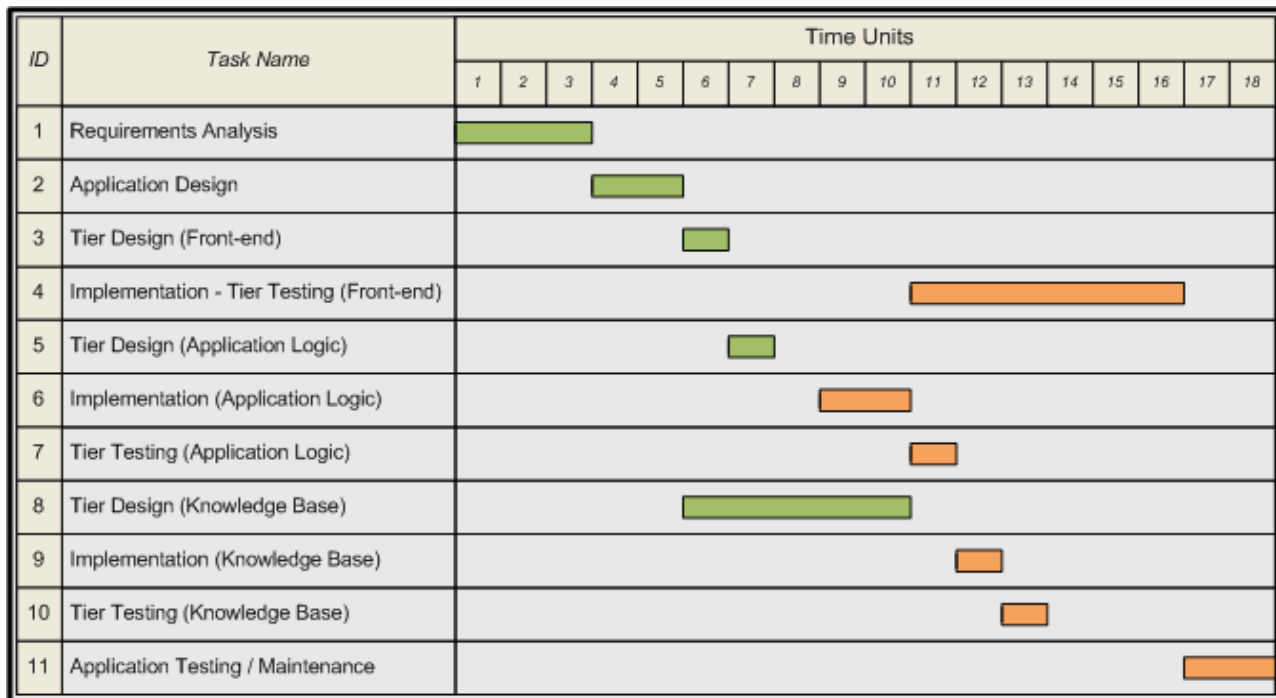 ID Task Name Time Units
1 2 3 4 5 6 7 8 9 10 11 12 13 14 15 16 17 18
1 Requirements Analysis
2 Application Design
3 Tier Design (Front-end)
4 Implementation - Tier Testing (Front-end)
5 Tier Design (Application Logic)
6 Implementation (Application Logic)
7 Tier Testing (Application Logic)
8 Tier Design (Knowledge Base)
9 Implementation (Knowledge Base)
10 Tier Testing (Knowledge Base)
11 Application Testing / Maintenance